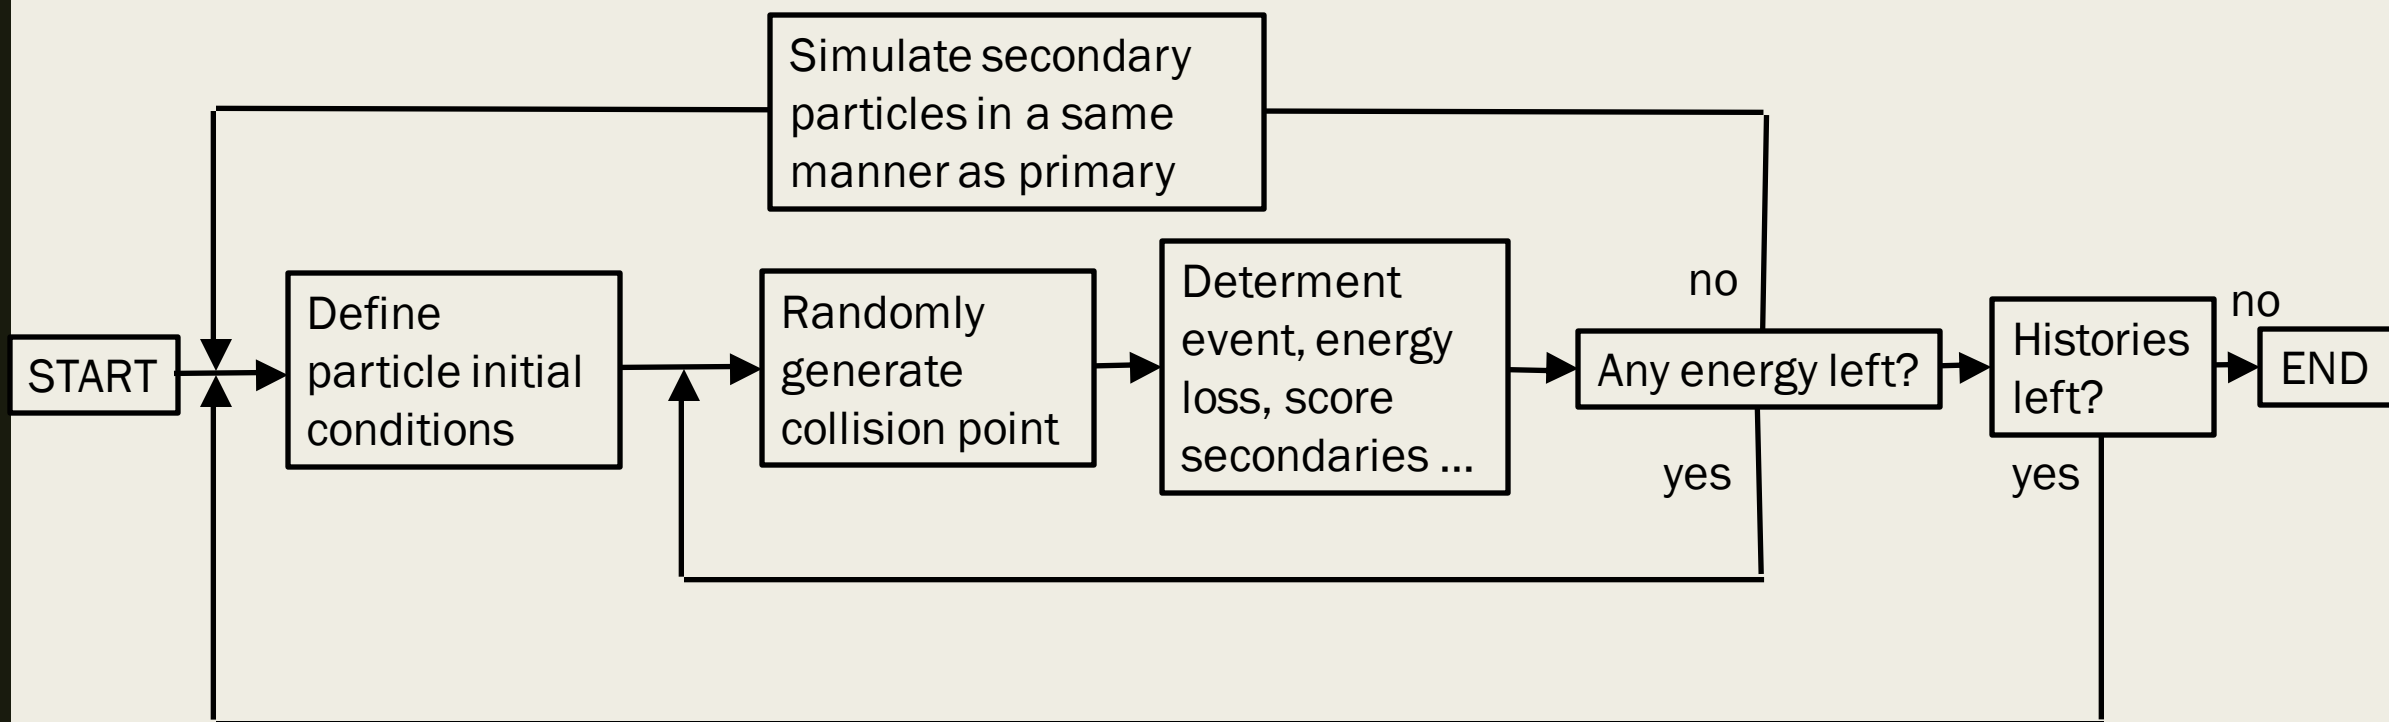 Simulate secondary
particles in a same
manner as primary
START
Define
particle initial
conditions
Randomly
generate
collision point
Determent
event, energy
loss, score
secondaries ...
no
Any energy left?
yes
Histories
left?
no
yes
END